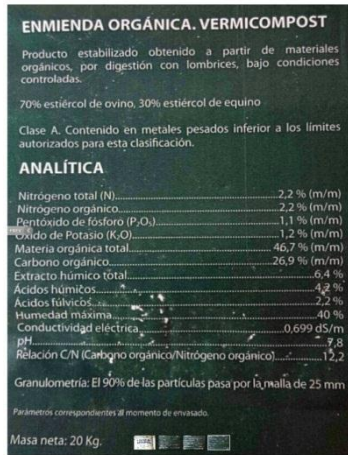 ENMIENDA ORGÁNICA. VERMICOMPOST
Producto estabilizado obtenido a partir de materiales
orgánicos, por digestión con lombrices, bajo condiciones
controladas.
70% estiércol de ovino, 30% estiércol de equino
Clase A. Contenido en metales pesados inferior a los límites
autorizados para esta clasificación.
ANALÍTICA
Nitrógeno total (N)..........2,2 % (m/m)
Nitrógeno orgánico..........2,2 % (m/m)
Pentóxido de fósforo (P₂O₅)..........1,1 % (m/m)
Óxido de Potasio (K₂O)..........1,2 % (m/m)
Materia orgánica total..........46,7 % (m/m)
Carbono orgánico..........26,9 % (m/m)
Extracto húmico total..........6,4 %
Ácidos húmicos..........4,2 %
Ácidos fúlvicos..........2,2 %
Humedad máxima..........40 %
Conductividad eléctrica..........0,699 dS/m
pH..........7,8
Relación C/N (Carbono orgánico/Nitrógeno orgánico)..........12,2
Granulometría: El 90% de las partículas pasa por la malla de 25 mm
Parámetros correspondientes al momento de envasado.
Masa neta: 20 Kg.